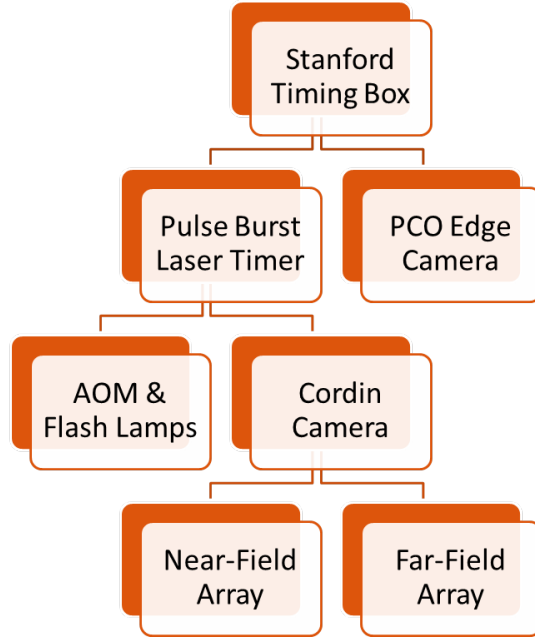 Stanford
Timing Box
Pulse Burst
Laser Timer
PCO Edge
Camera
AOM &
Flash Lamps
Cordin
Camera
Near-Field
Array
Far-Field
Array